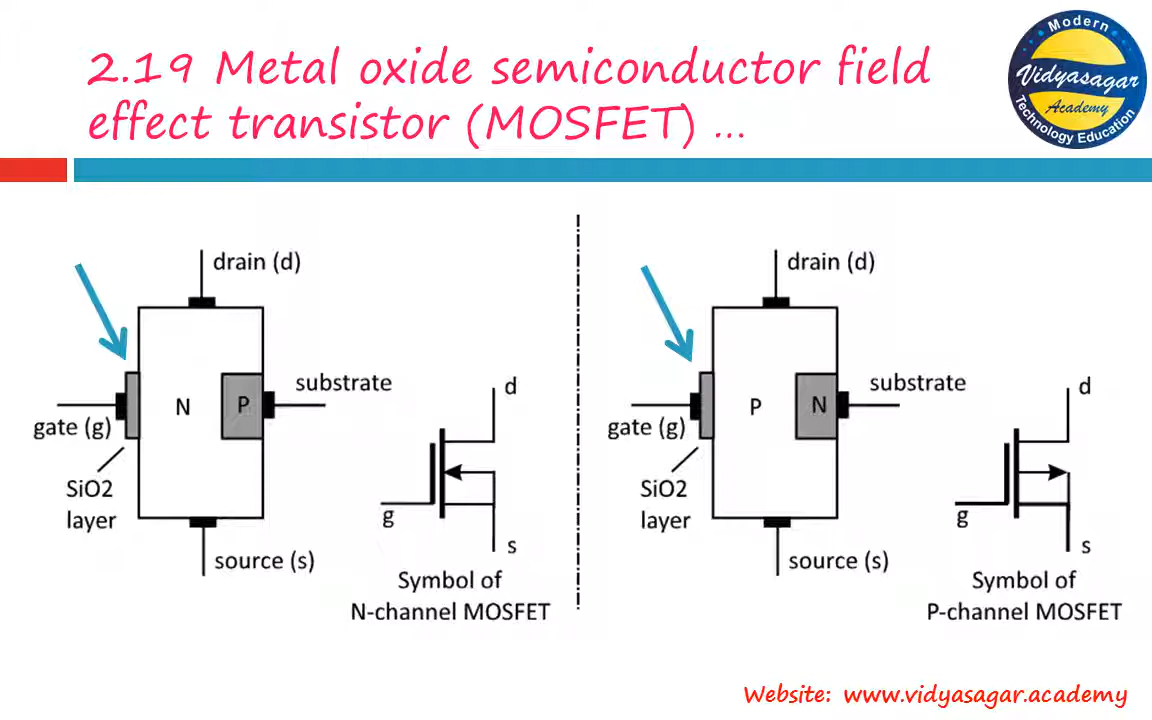 2.19 Metal oxide semiconductor field
effect transistor (MOSFET) ...
Modern
Vidyasagar
Academy
Technology Education
drain (d)
N
P
substrate
gate (g)
SiO2
layer
source (s)
d
g
s
Symbol of
N-channel MOSFET
drain (d)
P
N
substrate
gate (g)
SiO2
layer
source (s)
d
g
s
Symbol of
P-channel MOSFET
Website: www.vidyasagar.academy